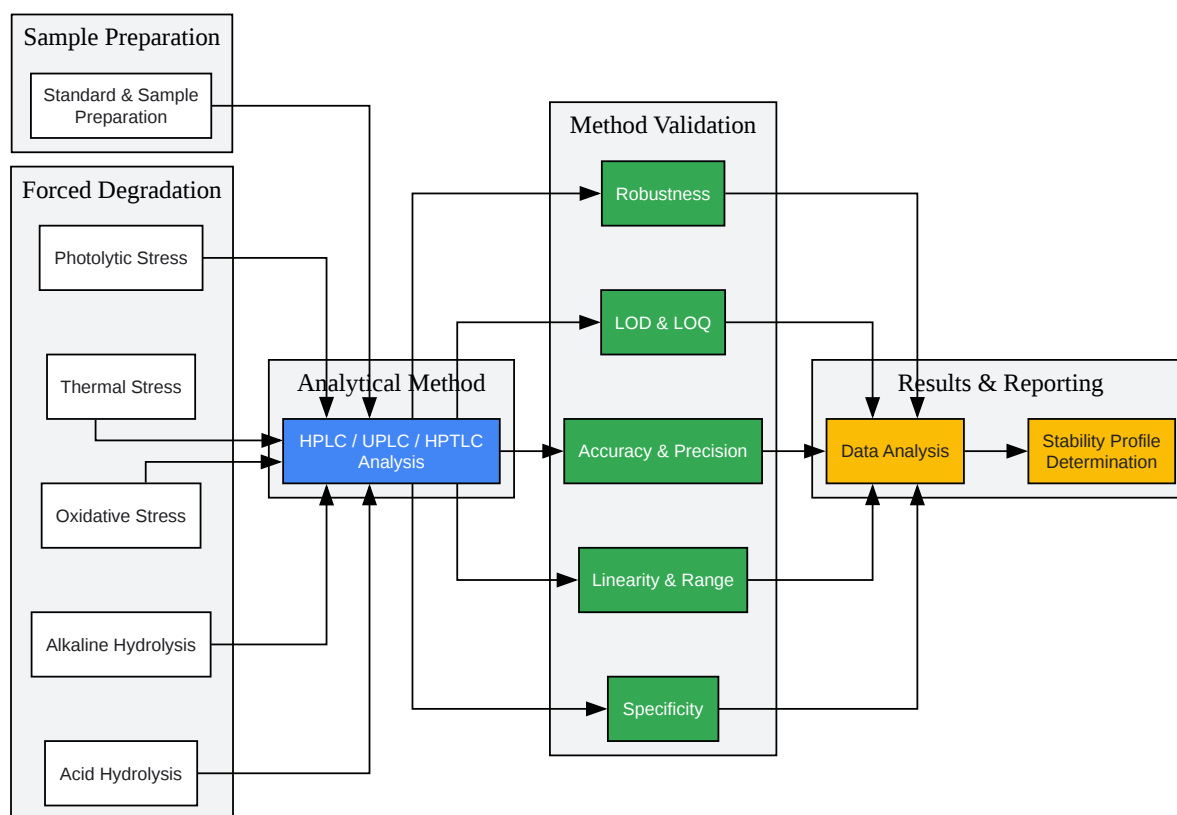 Sample Preparation
Standard & Sample
Preparation
Forced Degradation
Photolytic Stress
Thermal Stress
Oxidative Stress
Alkaline Hydrolysis
Acid Hydrolysis
Analytical Method
HPLC / UPLC / HPTLC
Analysis
Method Validation
Robustness
LOD & LOQ
Accuracy & Precision
Linearity & Range
Specificity
Results & Reporting
Data Analysis
Stability Profile
Determination